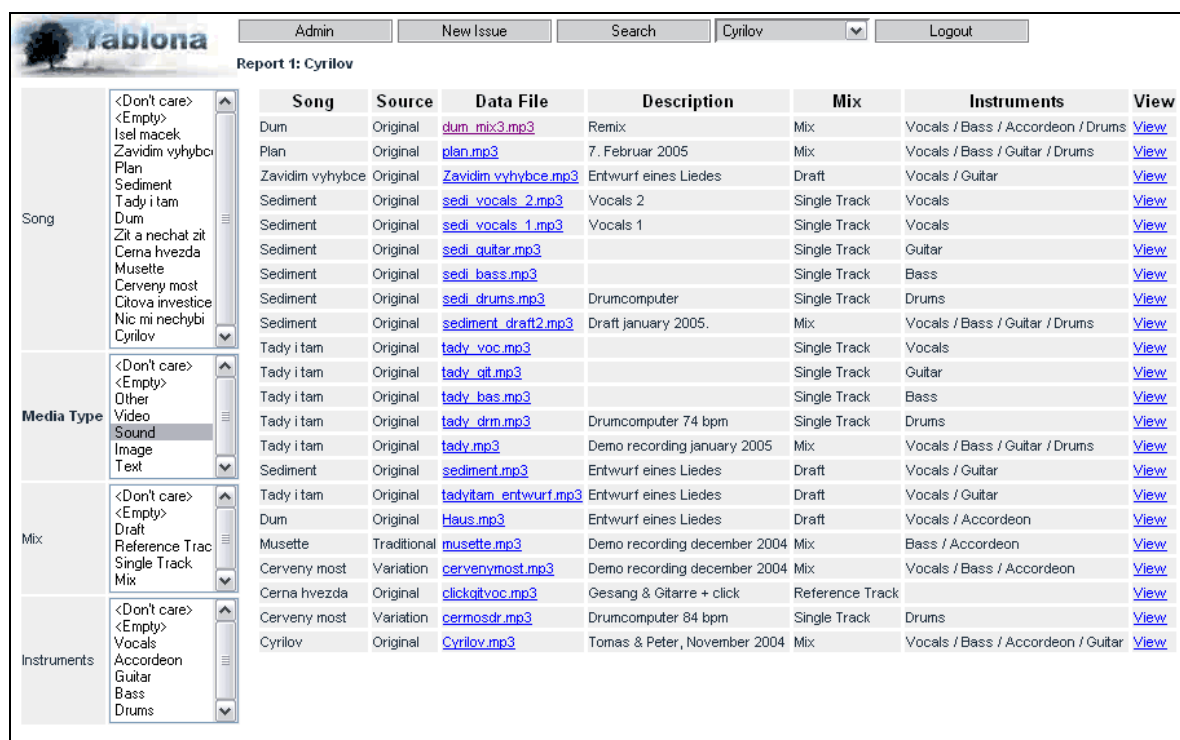 Yablona
Admin New Issue Search Cyrilov Logout
Report 1: Cyrilov
Song
<Don't care>
<Empty>
Isel macek
Zavidim vyhybc
Plan
Sediment
Tady i tam
Dum
Zit a nechat zit
Cerna hvezda
Musette
Cerveny most
Citova investice
Nic mi nechybi
Cyrilov
Media Type
<Don't care>
<Empty>
Other
Video
Sound
Image
Text
Mix
<Don't care>
<Empty>
Draft
Reference Trac
Single Track
Mix
Instruments
<Don't care>
<Empty>
Vocals
Accordeon
Guitar
Bass
Drums
Song Source Data File Description Mix Instruments View
Dum Original dum_mix3.mp3 Remix Mix Vocals / Bass / Accordeon / Drums View
Plan Original plan.mp3 7. Februar 2005 Mix Vocals / Bass / Guitar / Drums View
Zavidim vyhybce Original Zavidim vyhybce.mp3 Entwurf eines Liedes Draft Vocals / Guitar View
Sediment Original sedi_vocals_2.mp3 Vocals 2 Single Track Vocals View
Sediment Original sedi_vocals_1.mp3 Vocals 1 Single Track Vocals View
Sediment Original sedi_guitar.mp3 Single Track Guitar View
Sediment Original sedi_bass.mp3 Single Track Bass View
Sediment Original sedi_drums.mp3 Drumcomputer Single Track Drums View
Sediment Original sediment_draft2.mp3 Draft january 2005. Mix Vocals / Bass / Guitar / Drums View
Tady i tam Original tady_voc.mp3 Single Track Vocals View
Tady i tam Original tady_git.mp3 Single Track Guitar View
Tady i tam Original tady_bas.mp3 Single Track Bass View
Tady i tam Original tady_drm.mp3 Drumcomputer 74 bpm Single Track Drums View
Tady i tam Original tady.mp3 Demo recording january 2005 Mix Vocals / Bass / Guitar / Drums View
Sediment Original sediment.mp3 Entwurf eines Liedes Draft Vocals / Guitar View
Tady i tam Original tadyitam_entwurf.mp3 Entwurf eines Liedes Draft Vocals / Guitar View
Dum Original Haus.mp3 Entwurf eines Liedes Draft Vocals / Accordeon View
Musette Traditional musette.mp3 Demo recording december 2004 Mix Bass / Accordeon View
Cerveny most Variation cervenymost.mp3 Demo recording december 2004 Mix Vocals / Bass / Accordeon View
Cerna hvezda Original clickgitvoc.mp3 Gesang & Gitarre + click Reference Track View
Cerveny most Variation cermosdr.mp3 Drumcomputer 84 bpm Single Track Drums View
Cyrilov Original Cyrilov.mp3 Tomas & Peter, November 2004 Mix Vocals / Bass / Accordeon / Guitar View